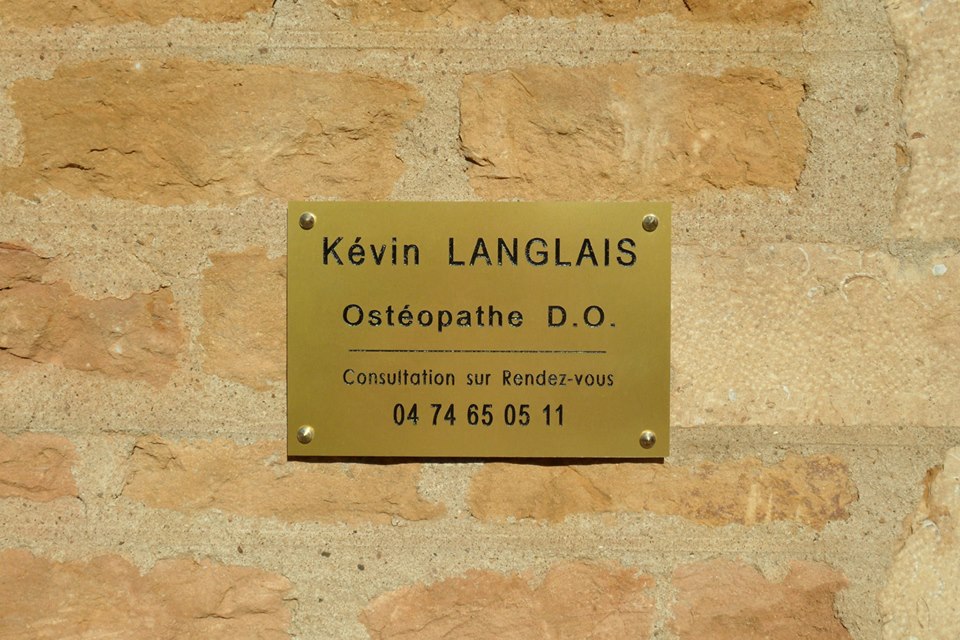 Kévin LANGLAIS
Ostéopathe D.O.
Consultation sur Rendez-vous
04 74 65 05 11